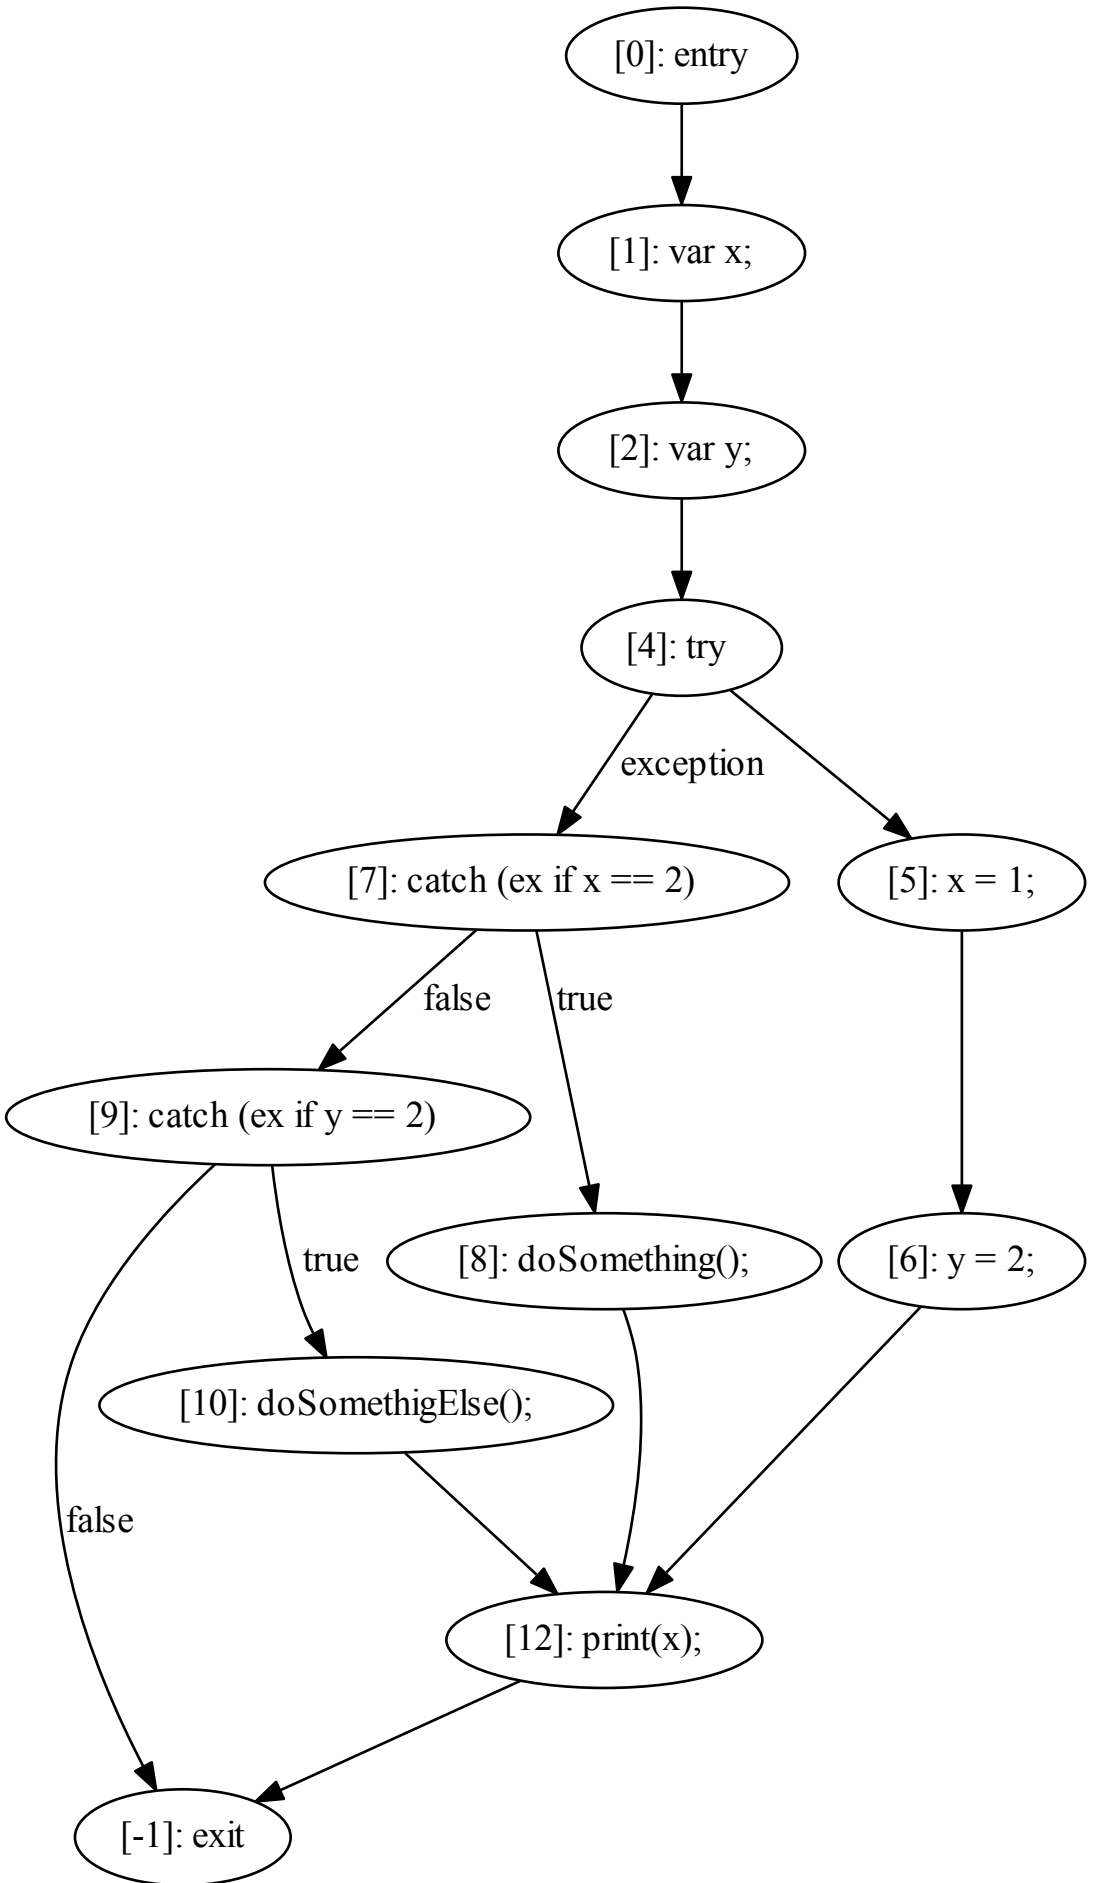 [0]: entry
[1]: var x;
[2]: var y;
[4]: try
exception
[7]: catch (ex if x == 2)
[5]: x = 1;
false
true
[9]: catch (ex if y == 2)
true
[8]: doSomething();
[6]: y = 2;
[10]: doSomethigElse();
false
[12]: print(x);
[-1]: exit